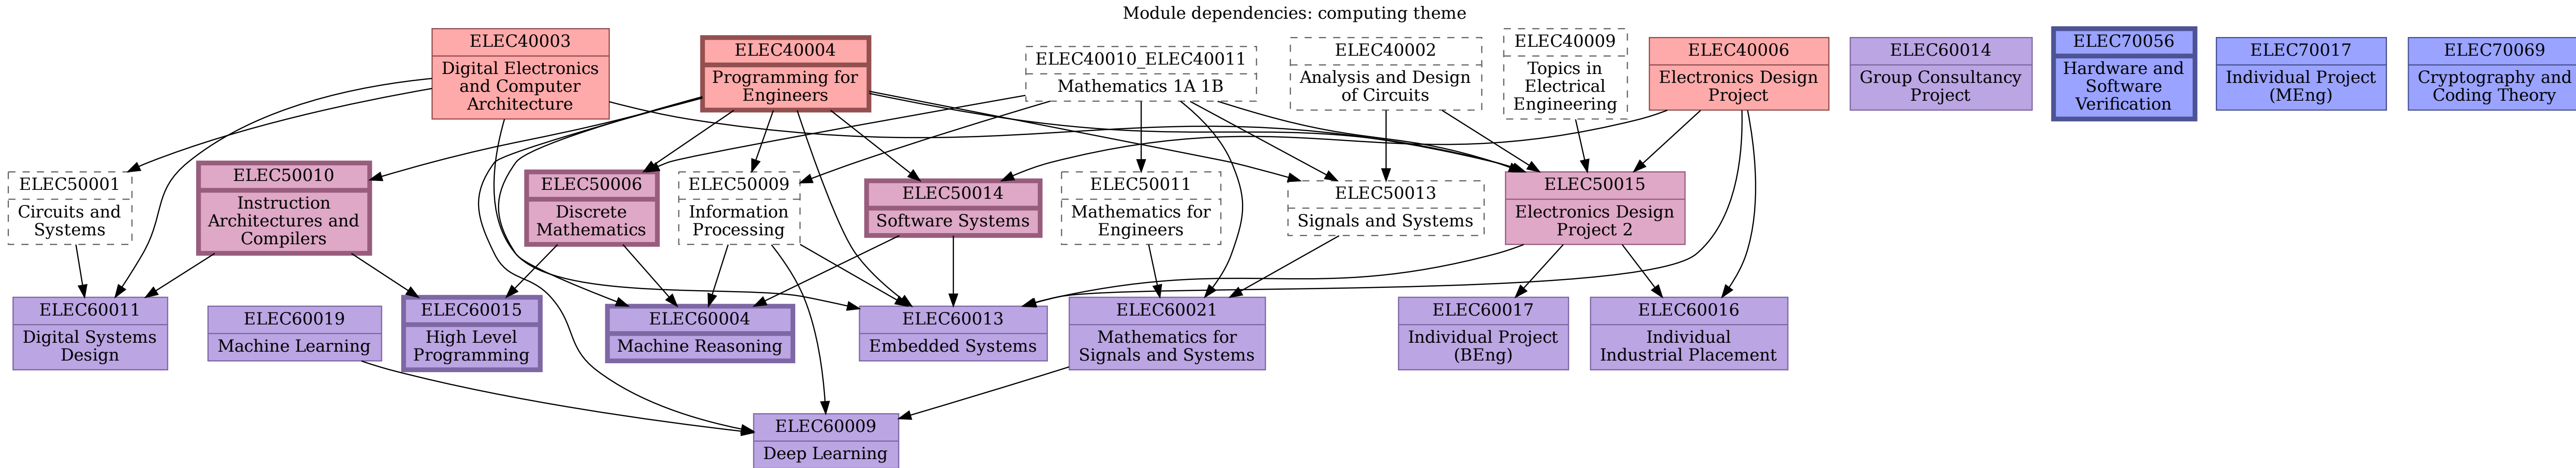 Module dependencies: computing theme
ELEC40003
Digital Electronics
and Computer
Architecture
ELEC40004
Programming for
Engineers
ELEC40010_ELEC40011
Mathematics 1A 1B
ELEC40002
Analysis and Design
of Circuits
ELEC40009
Topics in
Electrical
Engineering
ELEC40006
Electronics Design
Project
ELEC60014
Group Consultancy
Project
ELEC70056
Hardware and
Software
Verification
ELEC70017
Individual Project
(MEng)
ELEC70069
Cryptography and
Coding Theory
ELEC50001
Circuits and
Systems
ELEC50010
Instruction
Architectures and
Compilers
ELEC50006
Discrete
Mathematics
ELEC50009
Information
Processing
ELEC50014
Software Systems
ELEC50011
Mathematics for
Engineers
ELEC50013
Signals and Systems
ELEC50015
Electronics Design
Project 2
ELEC60011
Digital Systems
Design
ELEC60019
Machine Learning
ELEC60015
High Level
Programming
ELEC60004
Machine Reasoning
ELEC60013
Embedded Systems
ELEC60021
Mathematics for
Signals and Systems
ELEC60017
Individual Project
(BEng)
ELEC60016
Individual
Industrial Placement
ELEC60009
Deep Learning